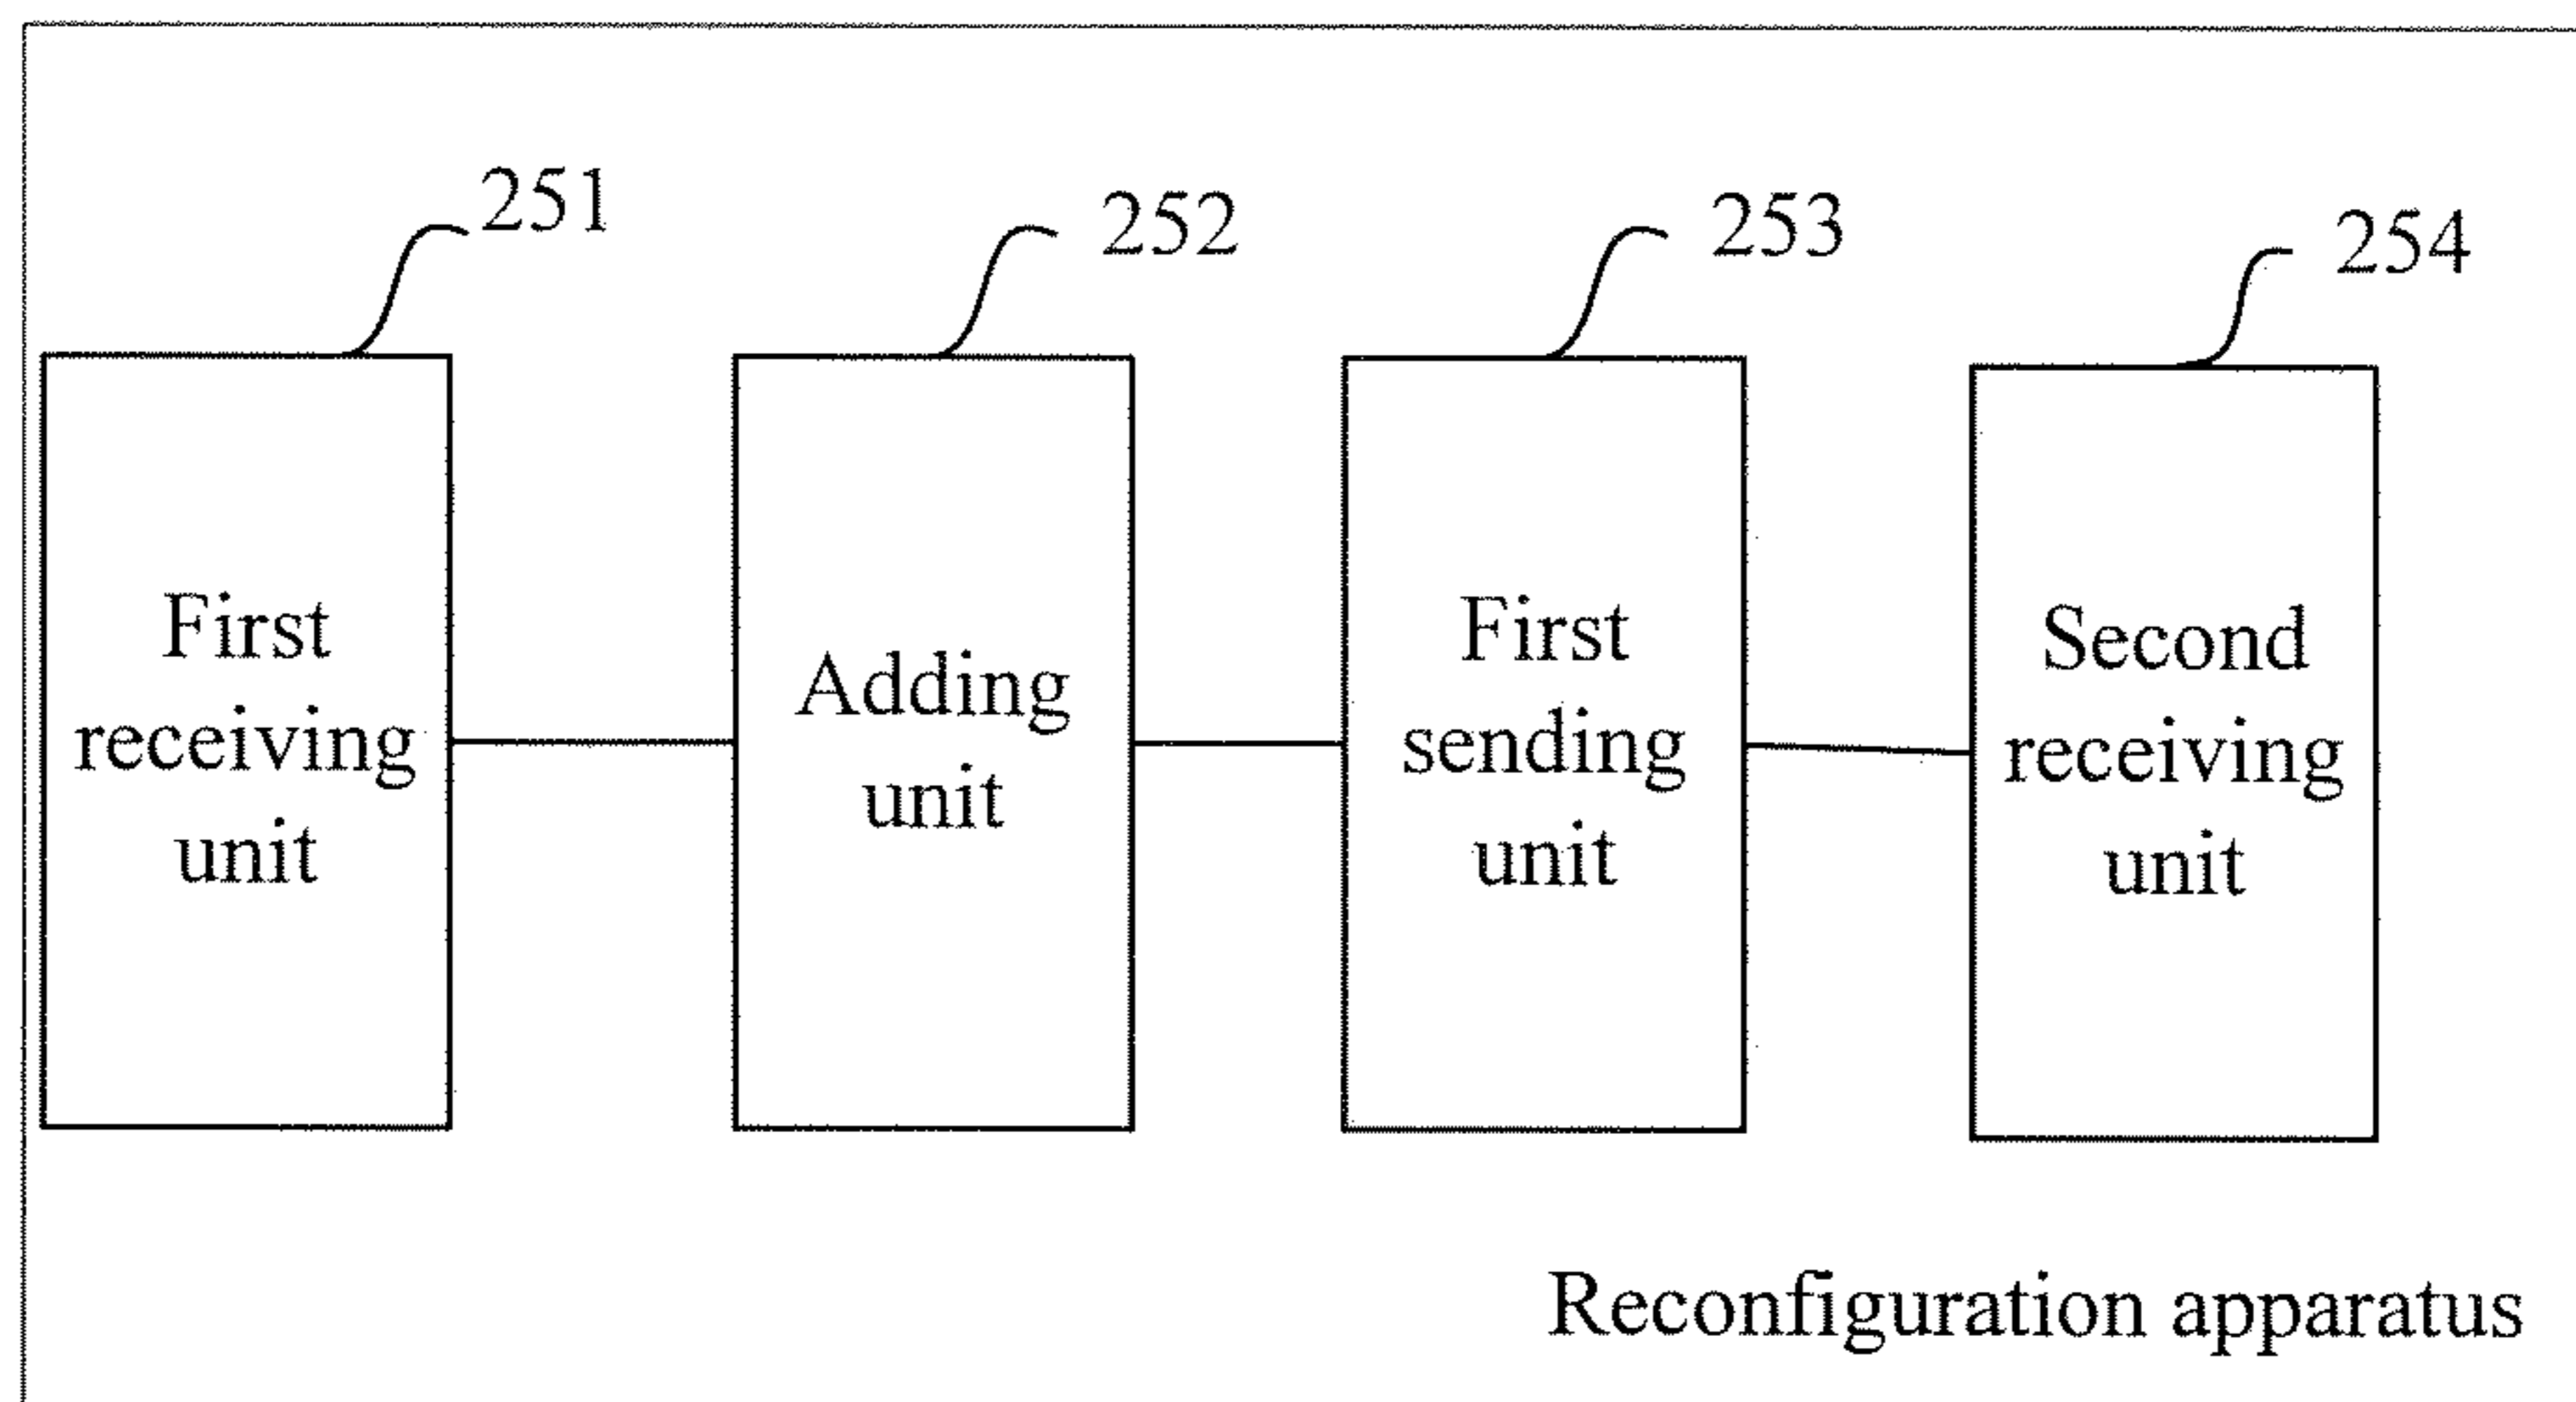 251
252
253
254
First
receiving
unit
Adding
unit
First
sending
unit
Second
receiving
unit
Reconfiguration apparatus